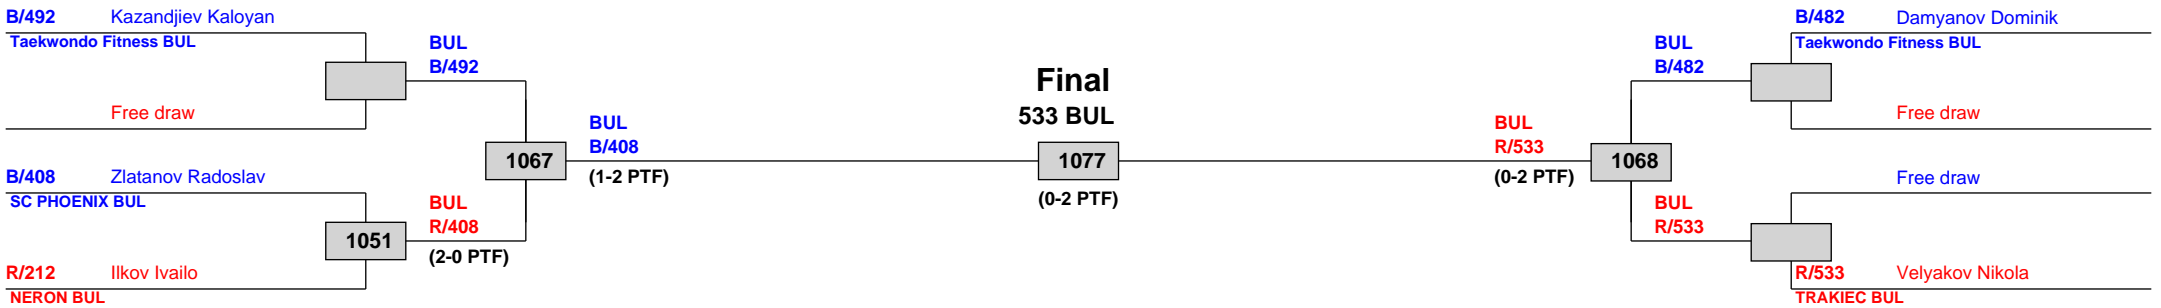 B/492 Kazandjiev Kaloyan
Taekwondo Fitness BUL
Free draw
BUL
B/492
B/408 Zlatanov Radoslav
SC PHOENIX BUL
1051
R/212 Ilkov Ivailo
NERON BUL
BUL
R/408
(2-0 PTF)
1067
BUL
B/408
(1-2 PTF)
Final
533 BUL
1077
(0-2 PTF)
BUL
R/533
(0-2 PTF)
1068
BUL
B/482
BUL
R/533
B/482 Damyanov Dominik
Taekwondo Fitness BUL
Free draw
Free draw
R/533 Velyakov Nikola
TRAKIEC BUL